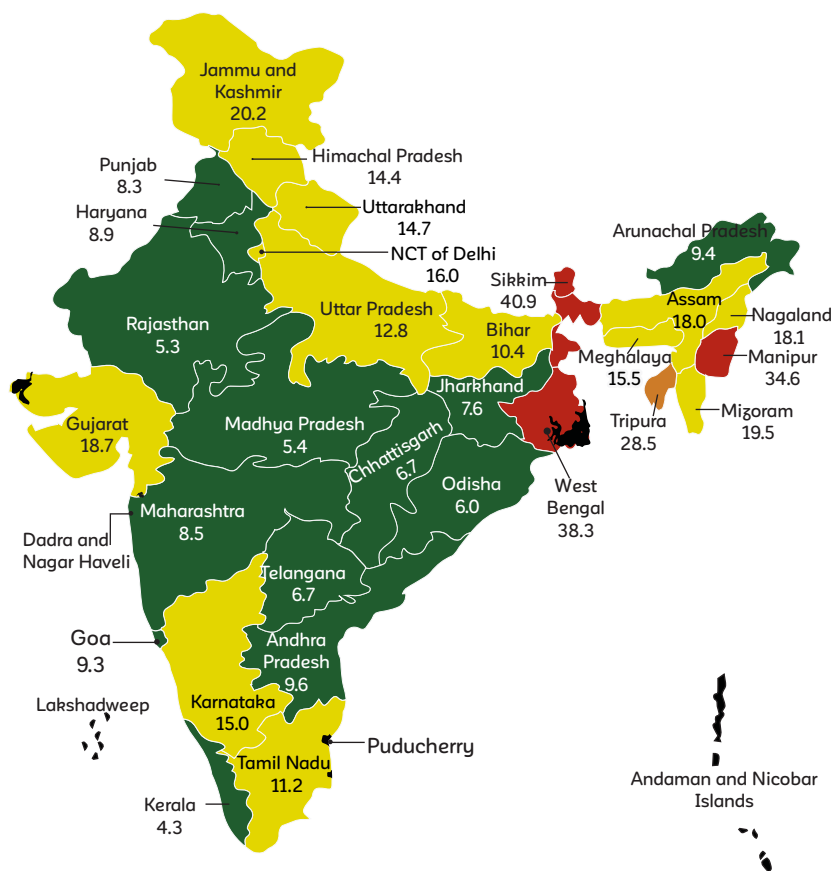 Jammu and
Kashmir
20.2
Himachal Pradesh
14.4
Punjab
8.3
Uttarakhand
14.7
Haryana
8.9
NCT of Delhi
16.0
Arunachal Pradesh
9.4
Sikkim
40.9
Assam
18.0
Nagaland
18.1
Uttar Pradesh
12.8
Bihar
10.4
Rajasthan
5.3
Meghalaya
15.5
Manipur
34.6
Jharkhand
7.6
Gujarat
18.7
Madhya Pradesh
5.4
Chhattisgarh
6.7
Tripura
28.5
Mizoram
19.5
Odisha
6.0
West
Bengal
38.3
Maharashtra
8.5
Dadra and
Nagar Haveli
Telangana
6.7
Goa
9.3
Andhra
Pradesh
9.6
Lakshadweep
Karnataka
15.0
Puducherry
Tamil Nadu
11.2
Andaman and Nicobar
Islands
Kerala
4.3